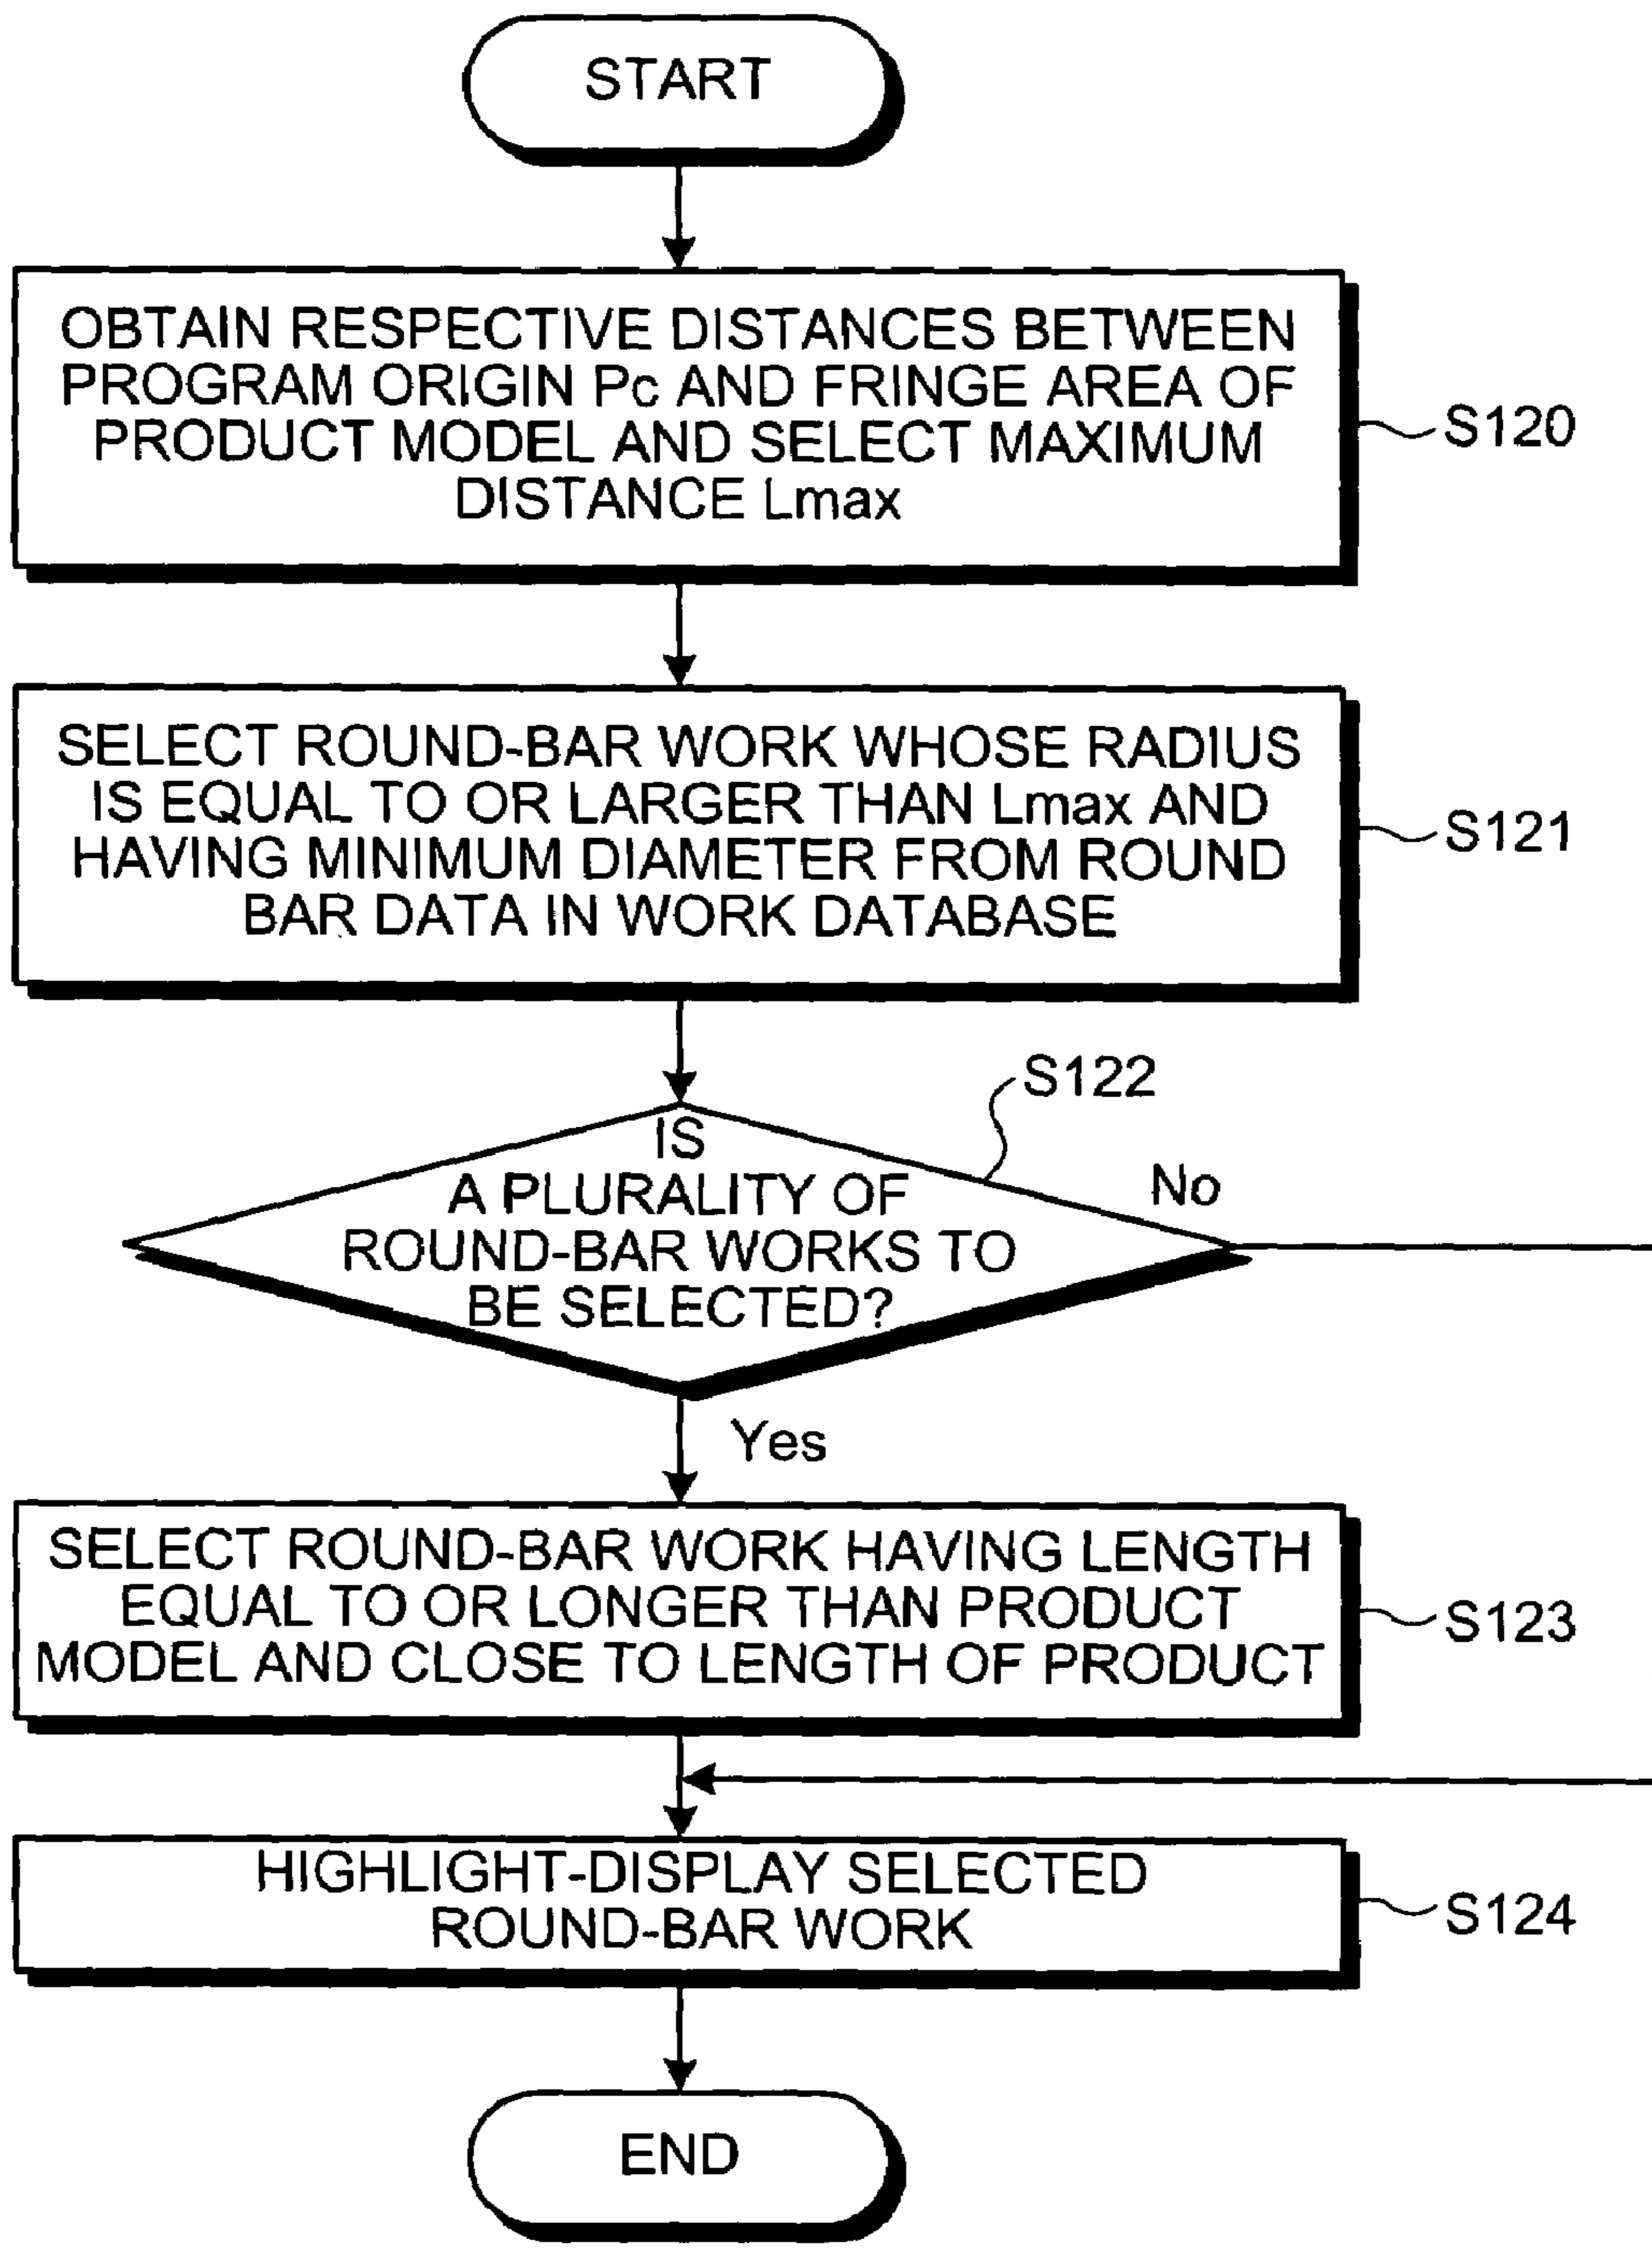 START
OBTAIN RESPECTIVE DISTANCES BETWEEN
PROGRAM ORIGIN Pc AND FRINGE AREA OF
PRODUCT MODEL AND SELECT MAXIMUM
DISTANCE Lmax
S120
SELECT ROUND-BAR WORK WHOSE RADIUS
IS EQUAL TO OR LARGER THAN Lmax AND
HAVING MINIMUM DIAMETER FROM ROUND
BAR DATA IN WORK DATABASE
S121
S122
IS
A PLURALITY OF
ROUND-BAR WORKS TO
BE SELECTED?
No
Yes
SELECT ROUND-BAR WORK HAVING LENGTH
EQUAL TO OR LONGER THAN PRODUCT
MODEL AND CLOSE TO LENGTH OF PRODUCT
S123
HIGHLIGHT-DISPLAY SELECTED
ROUND-BAR WORK
S124
END